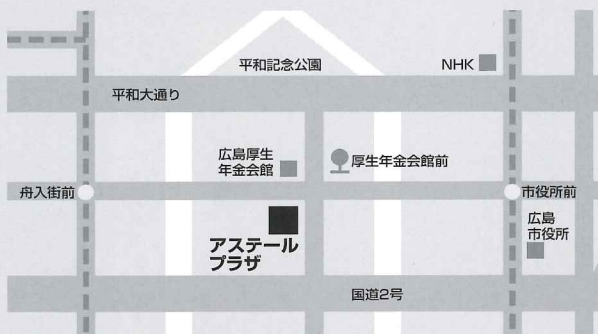 平和記念公園
NHK
平和大通り
広島厚生
年金会館
厚生年金会館前
舟入街前
市役所前
広島
市役所
アステール
プラザ
国道2号